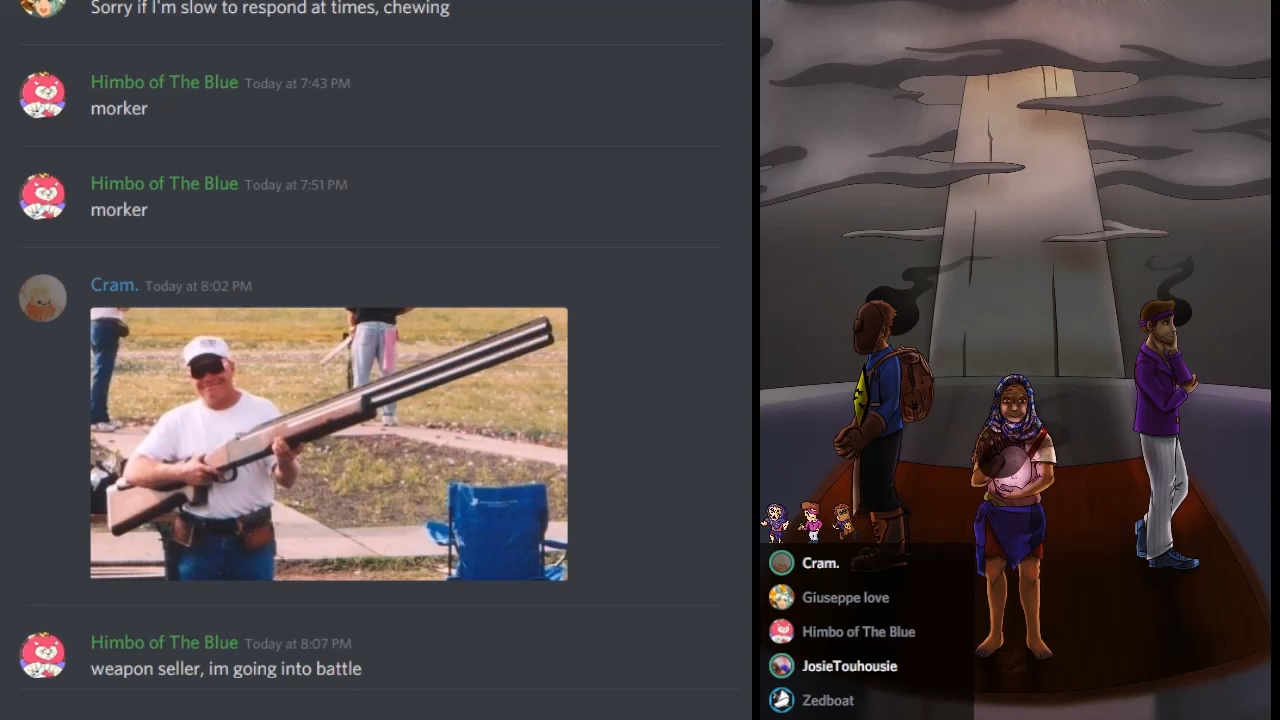 Sorry if I'm slow to respond at times, chewing
Himbo of The Blue Today at 7:43 PM
morker
Himbo of The Blue Today at 7:51 PM
morker
Cram. Today at 8:02 PM
Himbo of The Blue Today at 8:07 PM
weapon seller, im going into battle
Cram.
Giuseppe love
Himbo of The Blue
JosieTouhousie
Zedboat